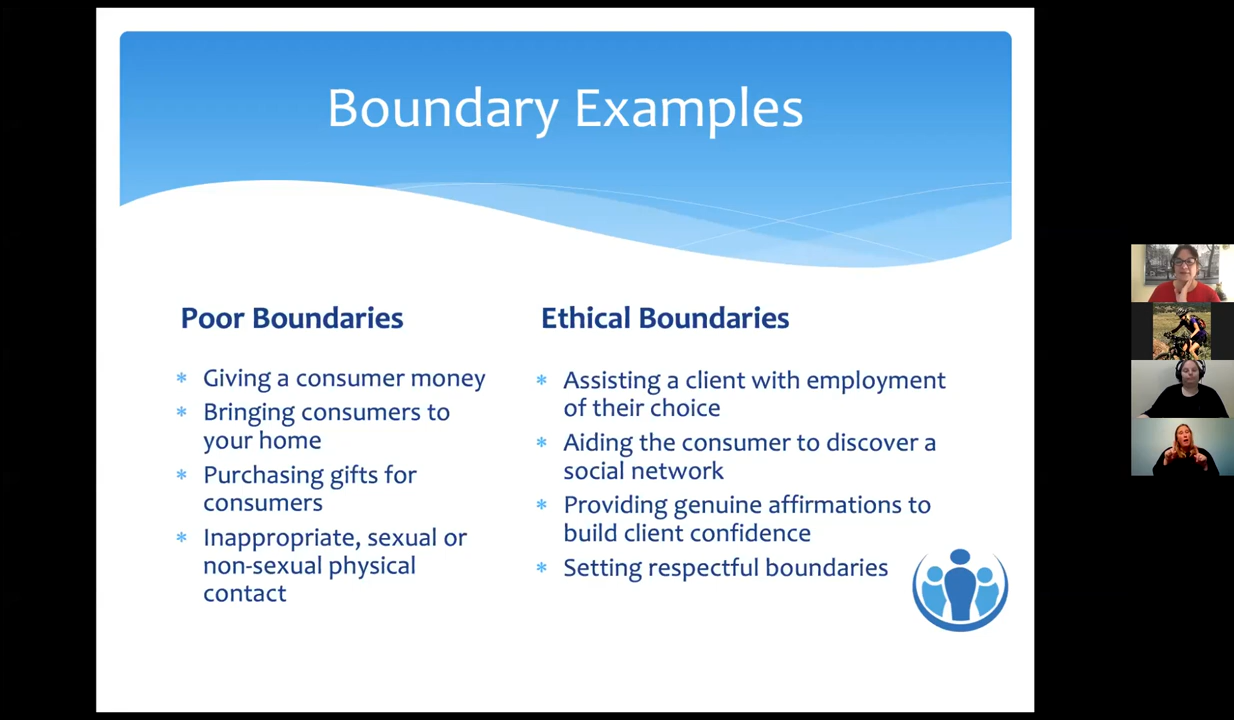 Boundary Examples
Poor Boundaries
* Giving a consumer money
* Bringing consumers to
your home
* Purchasing gifts for
consumers
* Inappropriate, sexual or
non-sexual physical
contact
Ethical Boundaries
* Assisting a client with employment
of their choice
* Aiding the consumer to discover a
social network
* Providing genuine affirmations to
build client confidence
* Setting respectful boundaries